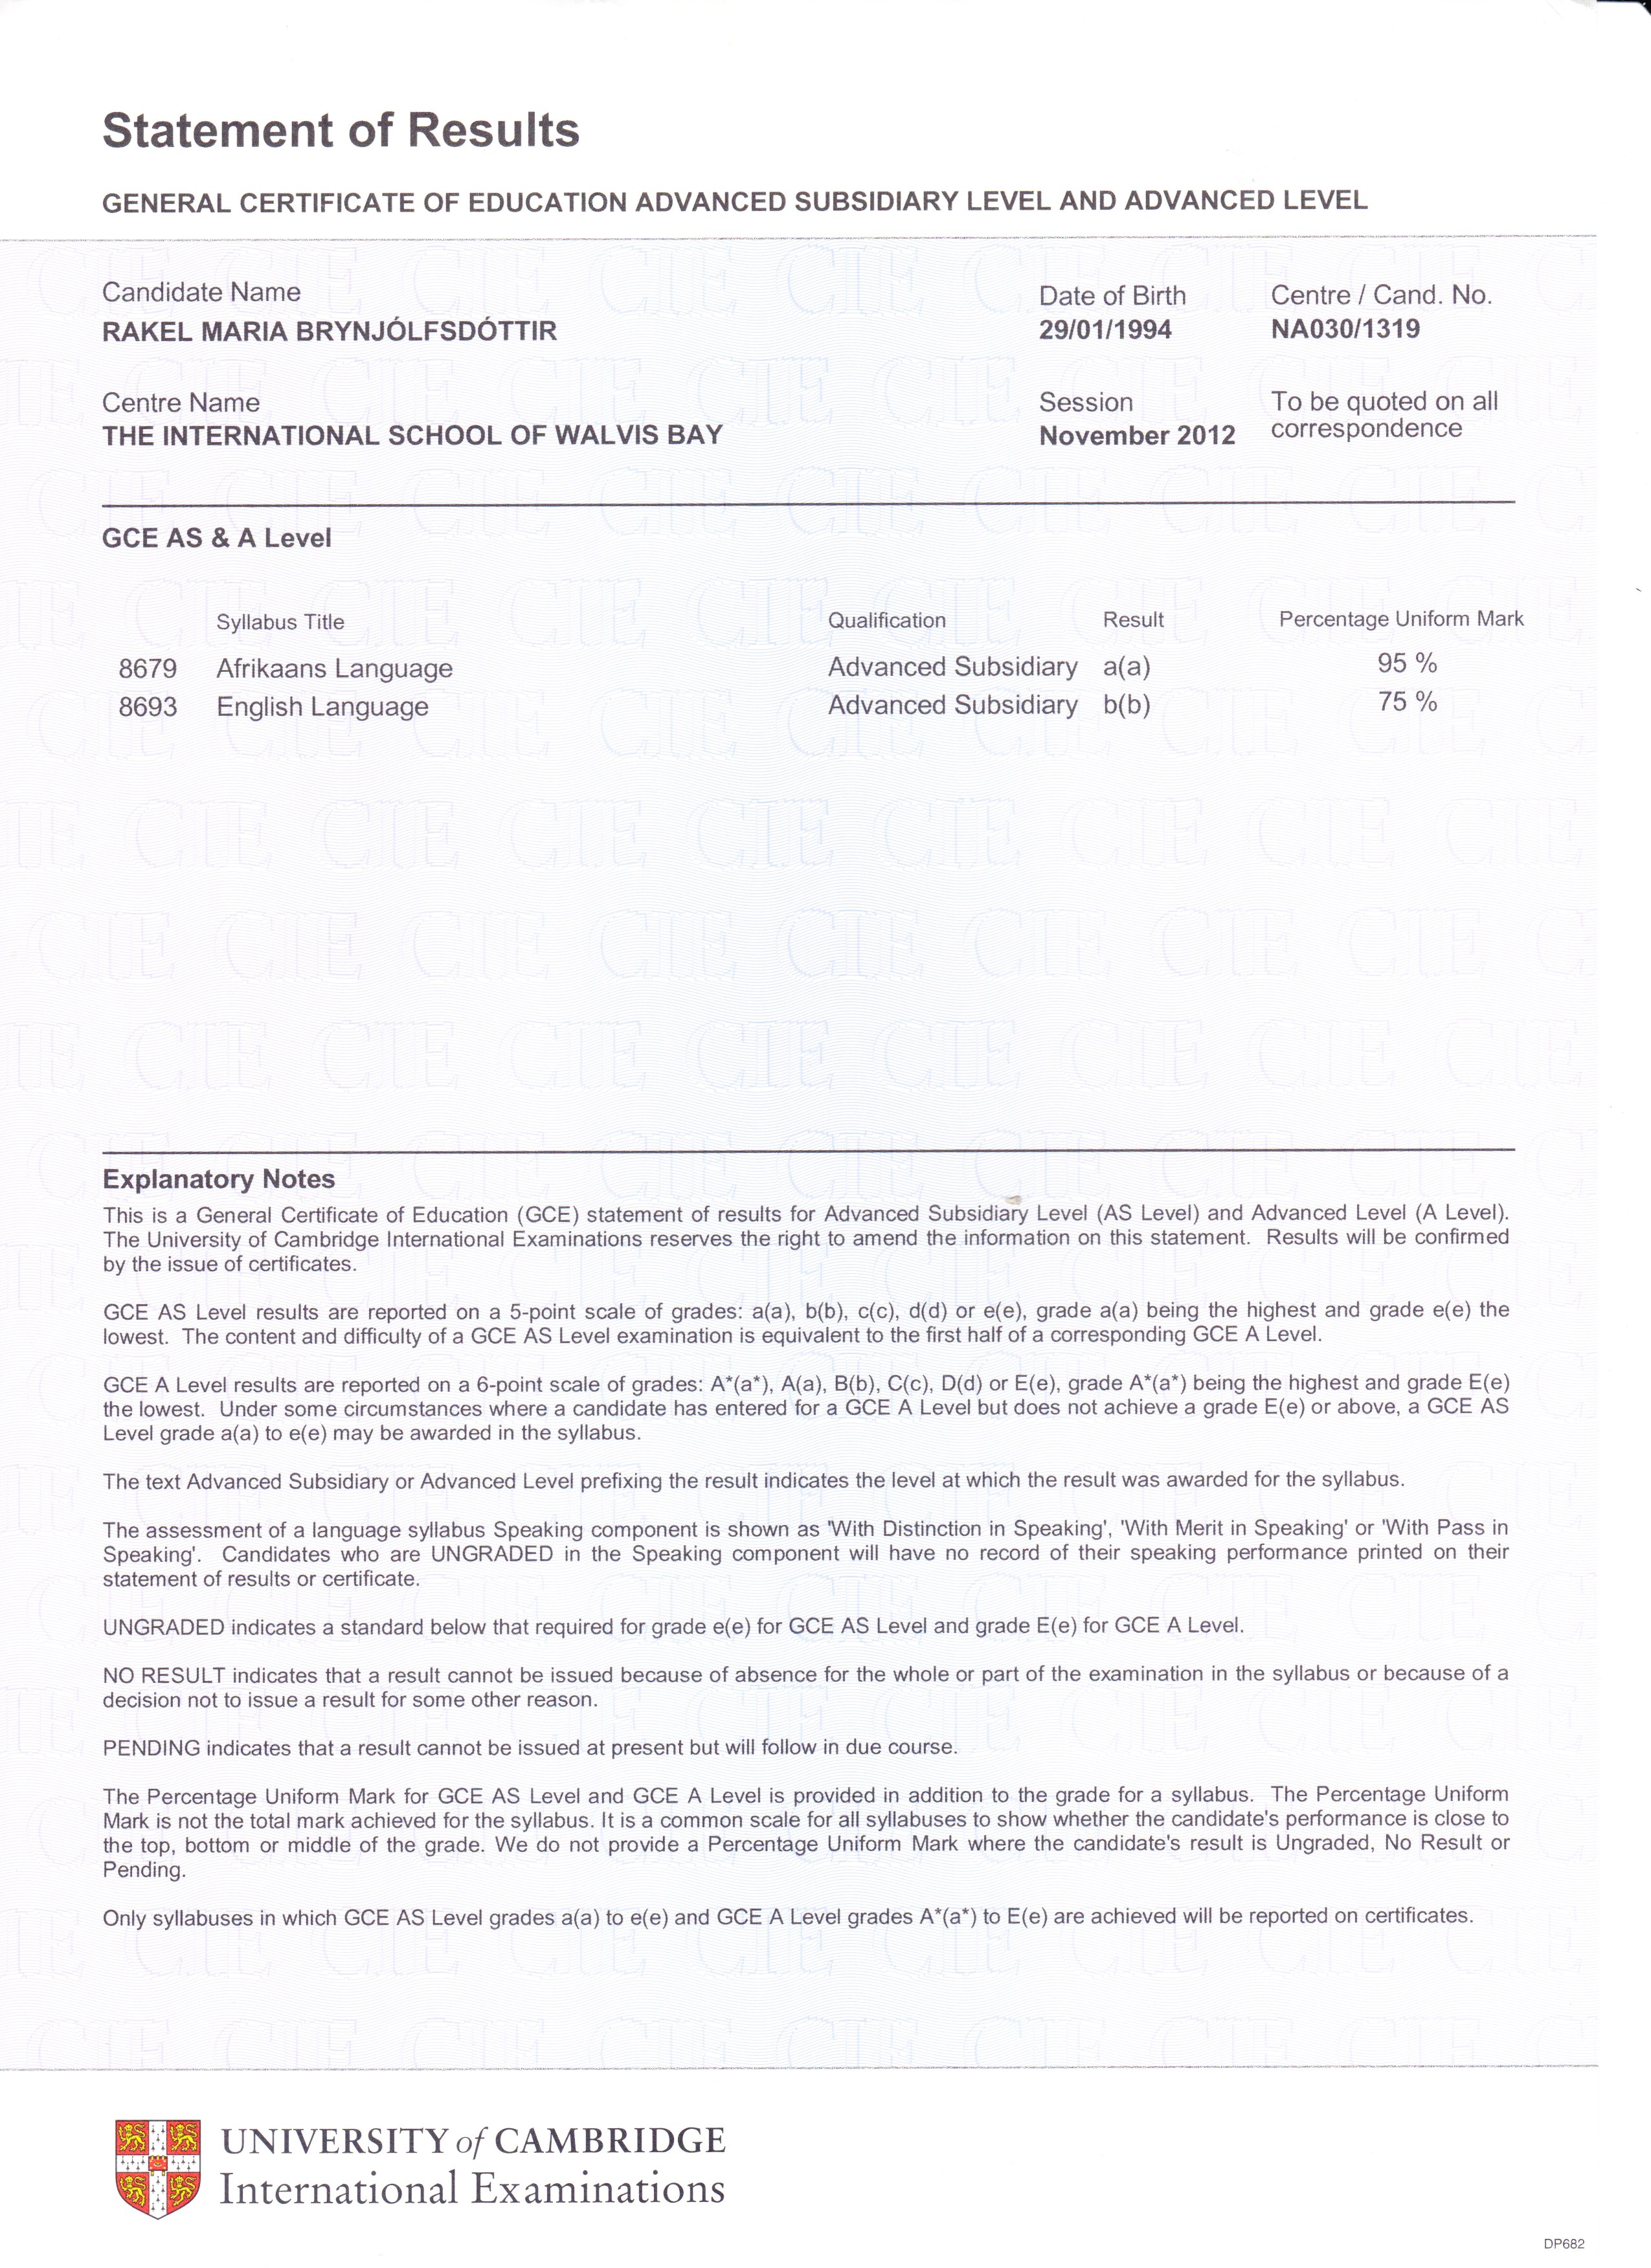 Statement of Results
GENERAL CERTIFICATE OF EDUCATION ADVANCED SUBSIDIARY LEVEL AND ADVANCED LEVEL
Candidate Name
RAKEL MARIA BRYNJÓLFSDÓTTIR
Date of Birth
29/01/1994
Centre / Cand. No.
NA030/1319
Centre Name
THE INTERNATIONAL SCHOOL OF WALVIS BAY
Session
November 2012
To be quoted on all
correspondence
GCE AS & A Level
Syllabus Title Qualification Result Percentage Uniform Mark
8679 Afrikaans Language Advanced Subsidiary a(a) 95 %
8693 English Language Advanced Subsidiary b(b) 75 %
Explanatory Notes
This is a General Certificate of Education (GCE) statement of results for Advanced Subsidiary Level (AS Level) and Advanced Level (A Level).
The University of Cambridge International Examinations reserves the right to amend the information on this statement. Results will be confirmed
by the issue of certificates.
GCE AS Level results are reported on a 5-point scale of grades: a(a), b(b), c(c), d(d) or e(e), grade a(a) being the highest and grade e(e) the
lowest. The content and difficulty of a GCE AS Level examination is equivalent to the first half of a corresponding GCE A Level.
GCE A Level results are reported on a 6-point scale of grades: A*(a*), A(a), B(b), C(c), D(d) or E(e), grade A*(a*) being the highest and grade E(e)
the lowest. Under some circumstances where a candidate has entered for a GCE A Level but does not achieve a grade E(e) or above, a GCE AS
Level grade a(a) to e(e) may be awarded in the syllabus.
The text Advanced Subsidiary or Advanced Level prefixing the result indicates the level at which the result was awarded for the syllabus.
The assessment of a language syllabus Speaking component is shown as 'With Distinction in Speaking', 'With Merit in Speaking' or 'With Pass in
Speaking'. Candidates who are UNGRADED in the Speaking component will have no record of their speaking performance printed on their
statement of results or certificate.
UNGRADED indicates a standard below that required for grade e(e) for GCE AS Level and grade E(e) for GCE A Level.
NO RESULT indicates that a result cannot be issued because of absence for the whole or part of the examination in the syllabus or because of a
decision not to issue a result for some other reason.
PENDING indicates that a result cannot be issued at present but will follow in due course.
The Percentage Uniform Mark for GCE AS Level and GCE A Level is provided in addition to the grade for a syllabus. The Percentage Uniform
Mark is not the total mark achieved for the syllabus. It is a common scale for all syllabuses to show whether the candidate's performance is close to
the top, bottom or middle of the grade. We do not provide a Percentage Uniform Mark where the candidate's result is Ungraded, No Result or
Pending.
Only syllabuses in which GCE AS Level grades a(a) to e(e) and GCE A Level grades A*(a*) to E(e) are achieved will be reported on certificates.
UNIVERSITY of CAMBRIDGE
International Examinations
DP682